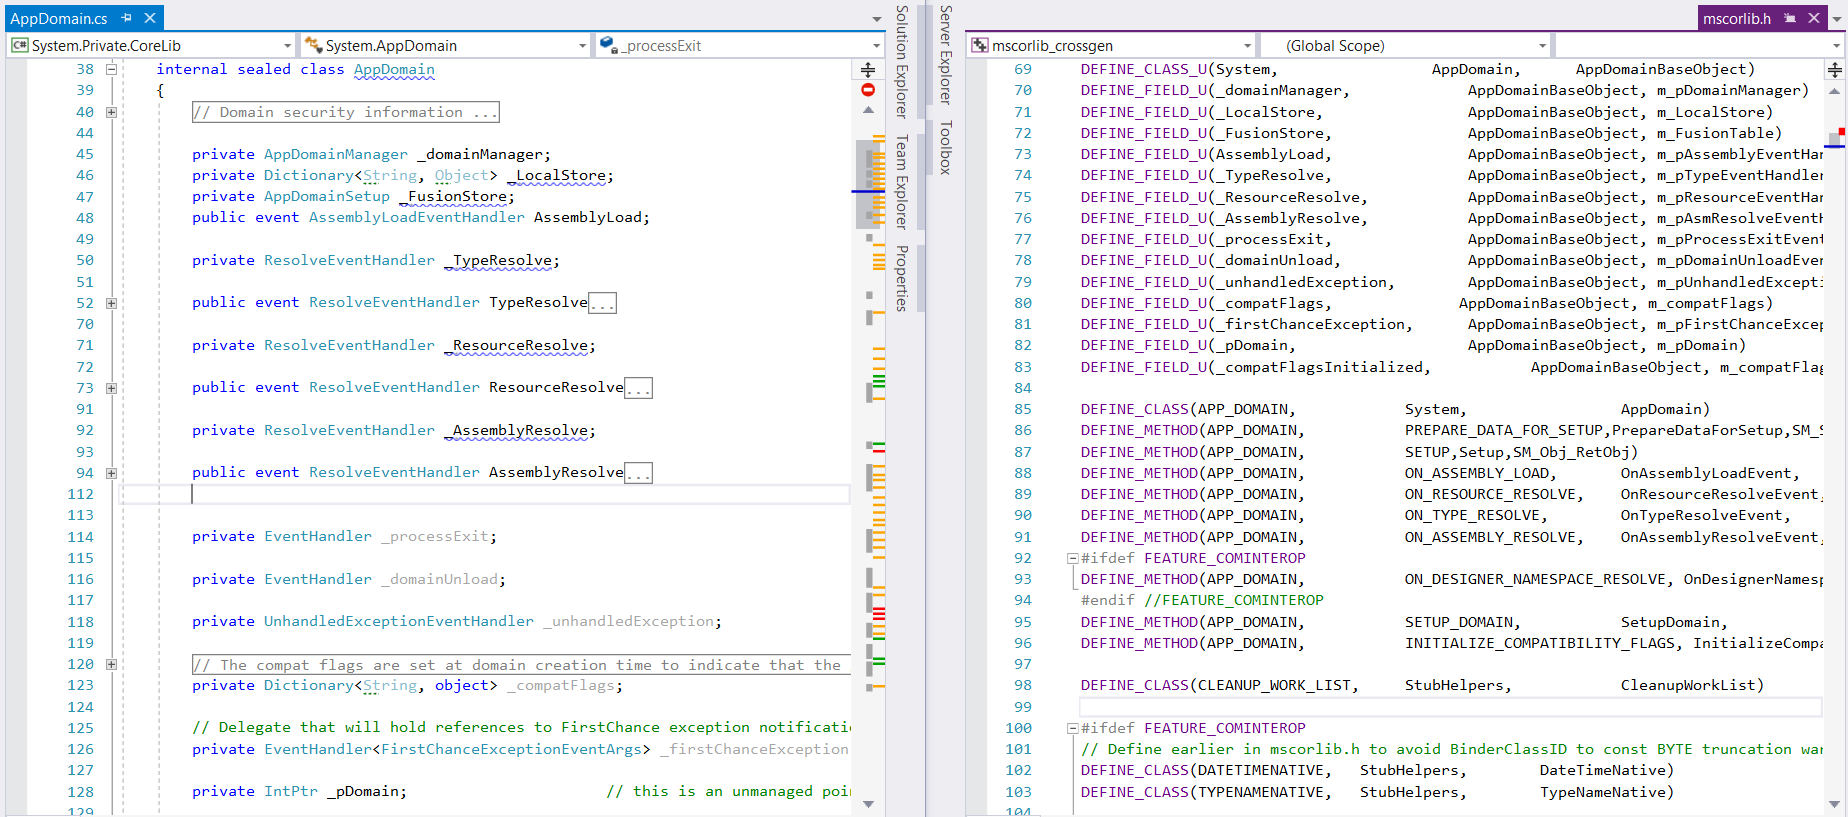 AppDomain.cs
System.Private.CoreLib System.AppDomain _processExit
38 internal sealed class AppDomain
39 {
40 // Domain security information ...
44
45 private AppDomainManager _domainManager;
46 private Dictionary<String, Object> _LocalStore;
47 private AppDomainSetup _FusionStore;
48 public event AssemblyLoadEventHandler AssemblyLoad;
49
50 private ResolveEventHandler _TypeResolve;
51
52 public event ResolveEventHandler TypeResolve...
70
71 private ResolveEventHandler _ResourceResolve;
72
73 public event ResolveEventHandler ResourceResolve...
91
92 private ResolveEventHandler _AssemblyResolve;
93
94 public event ResolveEventHandler AssemblyResolve...
112
113
114 private EventHandler _processExit;
115
116 private EventHandler _domainUnload;
117
118 private UnhandledExceptionEventHandler _unhandledException;
119
120 // The compat flags are set at domain creation time to indicate that the
123 private Dictionary<String, object> _compatFlags;
124
125 // Delegate that will hold references to FirstChance exception notificati
126 private EventHandler<FirstChanceExceptionEventArgs> _firstChanceException
127
128 private IntPtr _pDomain; // this is an unmanaged poin
129
Solution Explorer
Team Explorer
Properties
Server Explorer
Toolbox
mscorlib.h
mscorlib_crossgen (Global Scope)
69 DEFINE_CLASS_U(System, AppDomain, AppDomainBaseObject)
70 DEFINE_FIELD_U(_domainManager, AppDomainBaseObject, m_pDomainManager)
71 DEFINE_FIELD_U(_LocalStore, AppDomainBaseObject, m_LocalStore)
72 DEFINE_FIELD_U(_FusionStore, AppDomainBaseObject, m_FusionTable)
73 DEFINE_FIELD_U(AssemblyLoad, AppDomainBaseObject, m_pAssemblyEventHan
74 DEFINE_FIELD_U(_TypeResolve, AppDomainBaseObject, m_pTypeEventHandler
75 DEFINE_FIELD_U(_ResourceResolve, AppDomainBaseObject, m_pResourceEventHan
76 DEFINE_FIELD_U(_AssemblyResolve, AppDomainBaseObject, m_pAsmResolveEventH
77 DEFINE_FIELD_U(_processExit, AppDomainBaseObject, m_pProcessExitEvent
78 DEFINE_FIELD_U(_domainUnload, AppDomainBaseObject, m_pDomainUnloadEven
79 DEFINE_FIELD_U(_unhandledException, AppDomainBaseObject, m_pUnhandledExcepti
80 DEFINE_FIELD_U(_compatFlags, AppDomainBaseObject, m_compatFlags)
81 DEFINE_FIELD_U(_firstChanceException, AppDomainBaseObject, m_pFirstChanceExcep
82 DEFINE_FIELD_U(_pDomain, AppDomainBaseObject, m_pDomain)
83 DEFINE_FIELD_U(_compatFlagsInitialized, AppDomainBaseObject, m_compatFlag
84
85 DEFINE_CLASS(APP_DOMAIN, System, AppDomain)
86 DEFINE_METHOD(APP_DOMAIN, PREPARE_DATA_FOR_SETUP,PrepareDataForSetup,SM_S
87 DEFINE_METHOD(APP_DOMAIN, SETUP,Setup,SM_Obj_RetObj)
88 DEFINE_METHOD(APP_DOMAIN, ON_ASSEMBLY_LOAD, OnAssemblyLoadEvent,
89 DEFINE_METHOD(APP_DOMAIN, ON_RESOURCE_RESOLVE, OnResourceResolveEvent,
90 DEFINE_METHOD(APP_DOMAIN, ON_TYPE_RESOLVE, OnTypeResolveEvent,
91 DEFINE_METHOD(APP_DOMAIN, ON_ASSEMBLY_RESOLVE, OnAssemblyResolveEvent,
92 #ifdef FEATURE_COMINTEROP
93 DEFINE_METHOD(APP_DOMAIN, ON_DESIGNER_NAMESPACE_RESOLVE, OnDesignerNamesp
94 #endif //FEATURE_COMINTEROP
95 DEFINE_METHOD(APP_DOMAIN, SETUP_DOMAIN, SetupDomain,
96 DEFINE_METHOD(APP_DOMAIN, INITIALIZE_COMPATIBILITY_FLAGS, InitializeCompa
97
98 DEFINE_CLASS(CLEANUP_WORK_LIST, StubHelpers, CleanupWorkList)
99
100 #ifdef FEATURE_COMINTEROP
101 // Define earlier in mscorlib.h to avoid BinderClassID to const BYTE truncation war
102 DEFINE_CLASS(DATETIMENATIVE, StubHelpers, DateTimeNative)
103 DEFINE_CLASS(TYPENAMENATIVE, StubHelpers, TypeNameNative)
104